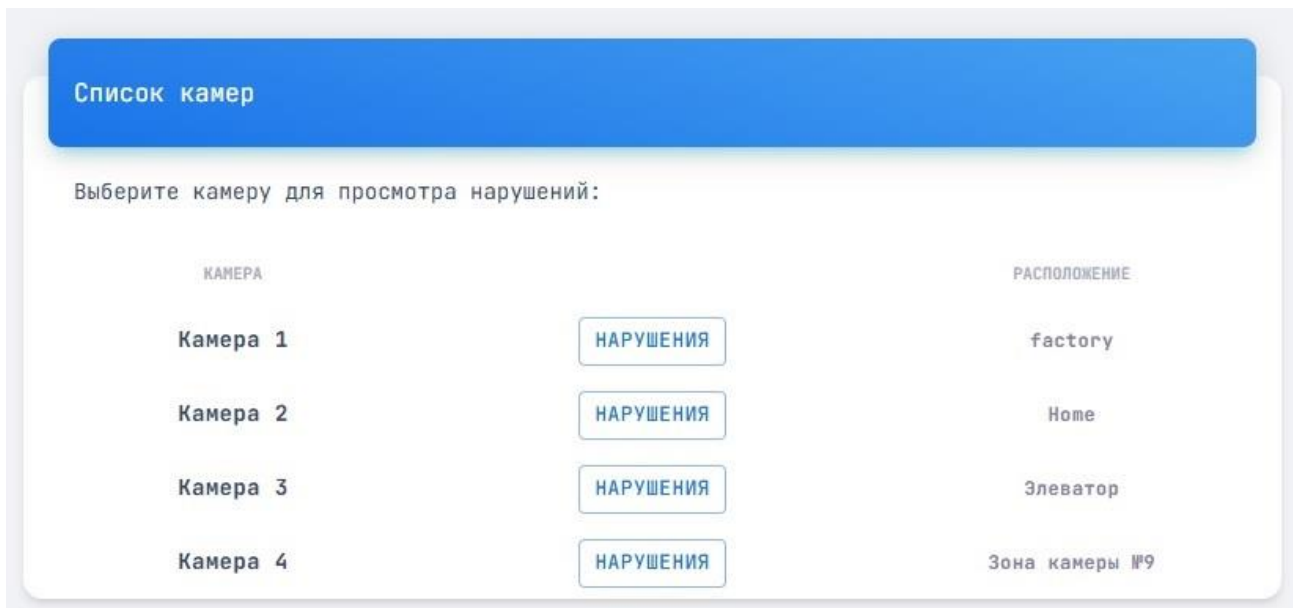 Список камер
Выберите камеру для просмотра нарушений:
КАМЕРА РАСПОЛОЖЕНИЕ
Камера 1 НАРУШЕНИЯ factory
Камера 2 НАРУШЕНИЯ Home
Камера 3 НАРУШЕНИЯ Элеватор
Камера 4 НАРУШЕНИЯ Зона камеры №9